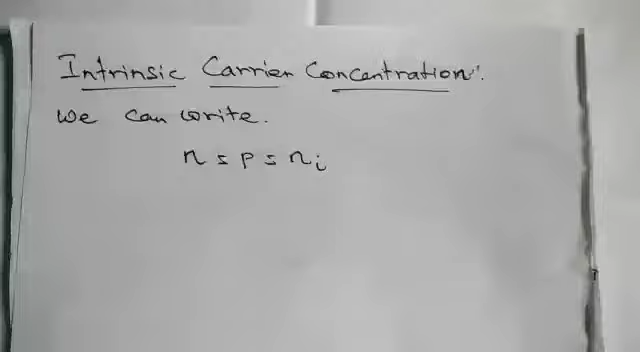 Intrinsic Carrier Concentration:
We can write.
n = p = ni